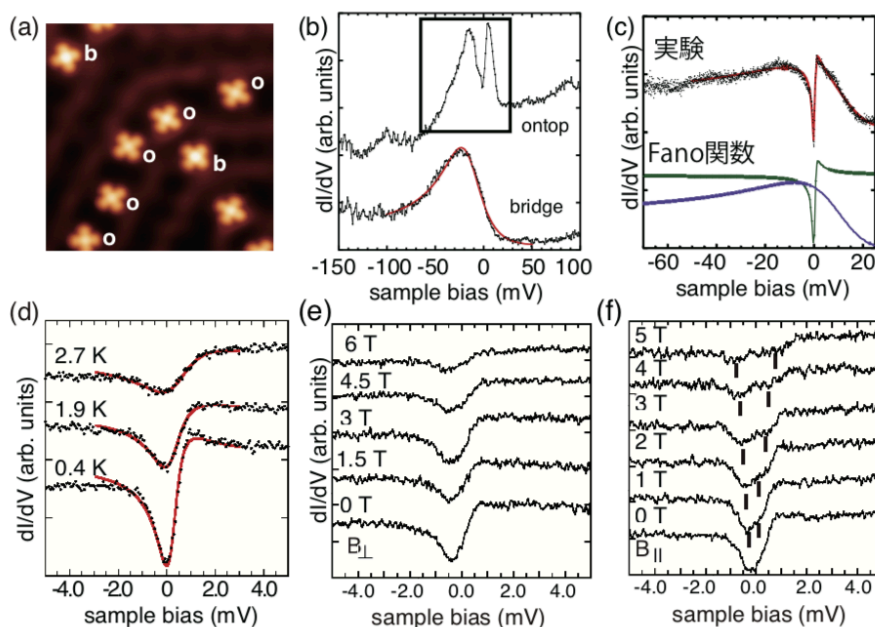 (a)
b
o
o
o
b
o
o
(b)
dI/dV (arb. units)
ontop
bridge
-150 -100 -50 0 50 100
sample bias (mV)
(c)
dI/dV (arb. units)
実験
Fano関数
-60 -40 -20 0 20
sample bias (mV)
(d)
dI/dV (arb. units)
2.7 K
1.9 K
0.4 K
-4.0 -2.0 0.0 2.0 4.0
sample bias (mV)
(e)
dI/dV (arb. units)
6 T
4.5 T
3 T
1.5 T
0 T
B⊥
-4.0 -2.0 0.0 2.0 4.0
sample bias (mV)
(f)
dI/dV (arb. units)
5 T
4 T
3 T
2 T
1 T
0 T
B||
-4.0 -2.0 0.0 2.0 4.0
sample bias (mV)